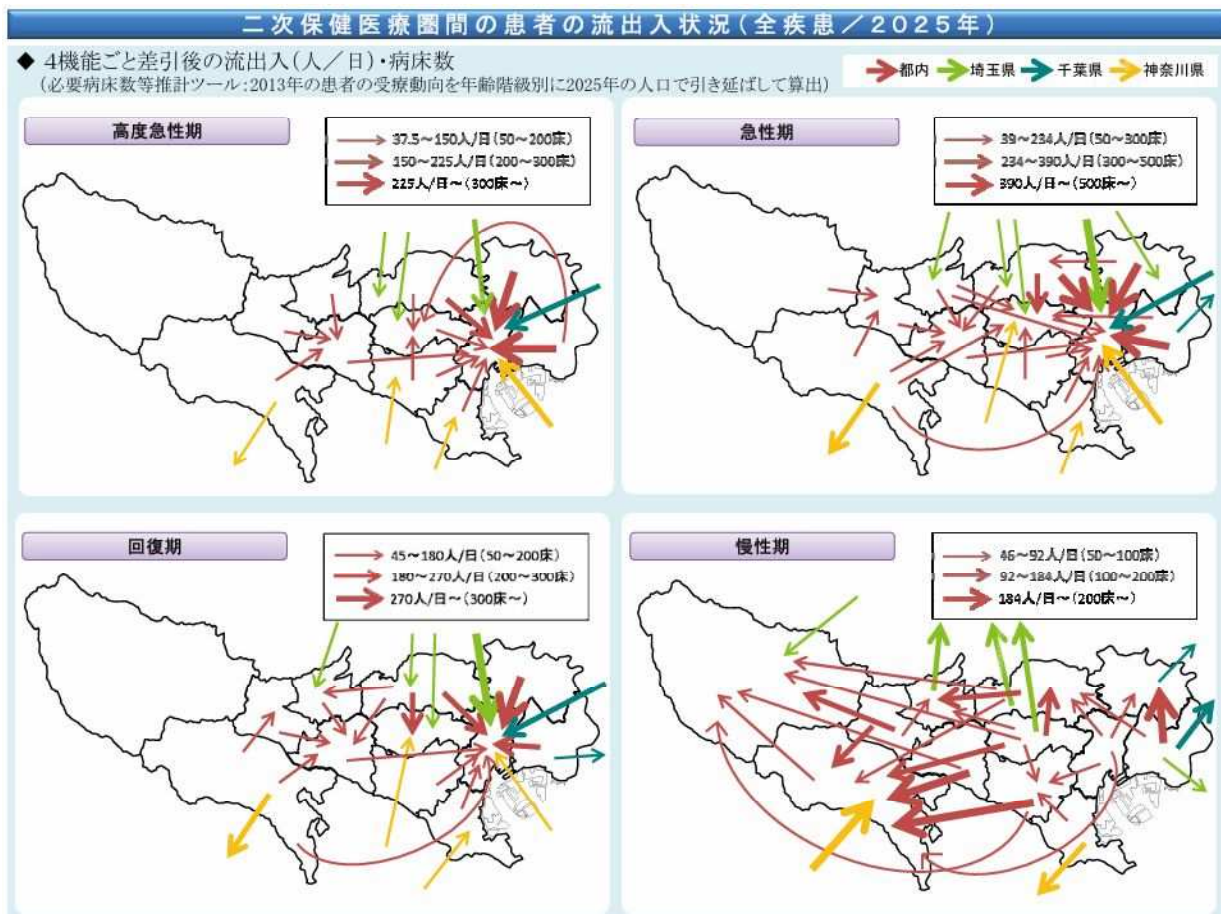 二次保健医療圏間の患者の流出入状況(全疾患／2025年)
◆ 4機能ごと差引後の流出入(人／日)・病床数
(必要病床数等推計ツール:2013年の患者の受療動向を年齢階級別に2025年の人口で引き延ばして算出)
都内 埼玉県 千葉県 神奈川県
高度急性期
37.5～150人/日(50～200床)
150～225人/日(200～300床)
225人/日～(300床～)
急性期
39～234人/日(50～300床)
234～390人/日(300～500床)
390人/日～(500床～)
回復期
45～180人/日(50～200床)
180～270人/日(200～300床)
270人/日～(300床～)
慢性期
46～92人/日(50～100床)
92～184人/日(100～200床)
184人/日～(200床～)